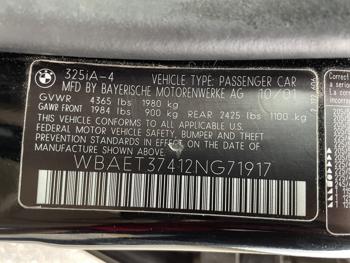 BMW
325iA-4 VEHICLE TYPE: PASSENGER CAR
MFD BY BAYERISCHE MOTORENWERKE AG 10/01
GVWR 4365 lbs 1980 kg
GAWR FRONT 1984 lbs 900 kg REAR 2425 lbs 1100 kg
THIS VEHICLE CONFORMS TO ALL APPLICABLE FEDERAL
MOTOR VEHICLE SAFETY, BUMPER, AND THEFT
PREVENTION STANDARDS IN EFFECT ON THE DATE OF
MANUFACTURE SHOWN ABOVE.
WBAET37412NG71917